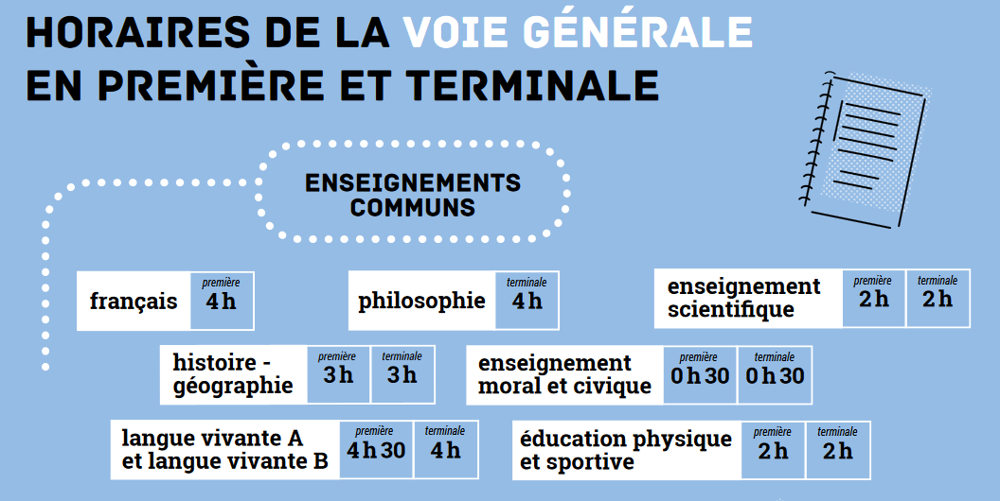 HORAIRES DE LA VOIE GÉNÉRALE
EN PREMIÈRE ET TERMINALE
ENSEIGNEMENTS
COMMUNS
français
première
4 h
philosophie
terminale
4 h
enseignement
scientifique
première
2 h
terminale
2 h
histoire -
géographie
première
3 h
terminale
3 h
enseignement
moral et civique
première
0 h 30
terminale
0 h 30
langue vivante A
et langue vivante B
première
4 h 30
terminale
4 h
éducation physique
et sportive
première
2 h
terminale
2 h